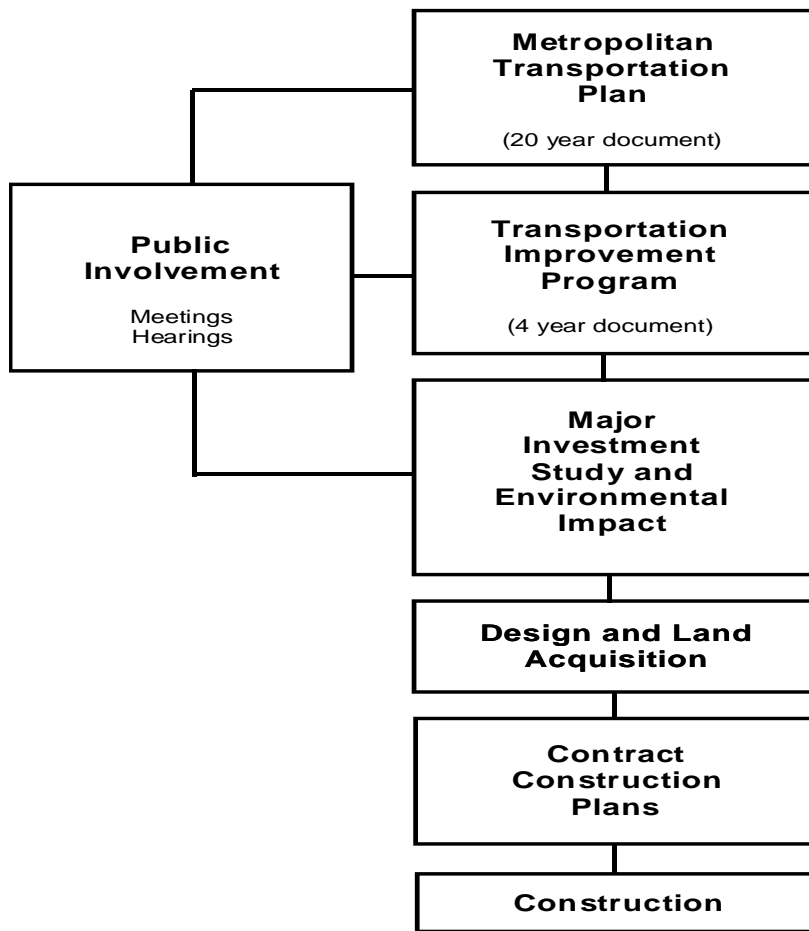 Metropolitan
Transportation
Plan
(20 year document)
Public
Involvement
Meetings
Hearings
Transportation
Improvement
Program
(4 year document)
Major
Investment
Study and
Environmental
Impact
Design and Land
Acquisition
Contract
Construction
Plans
Construction